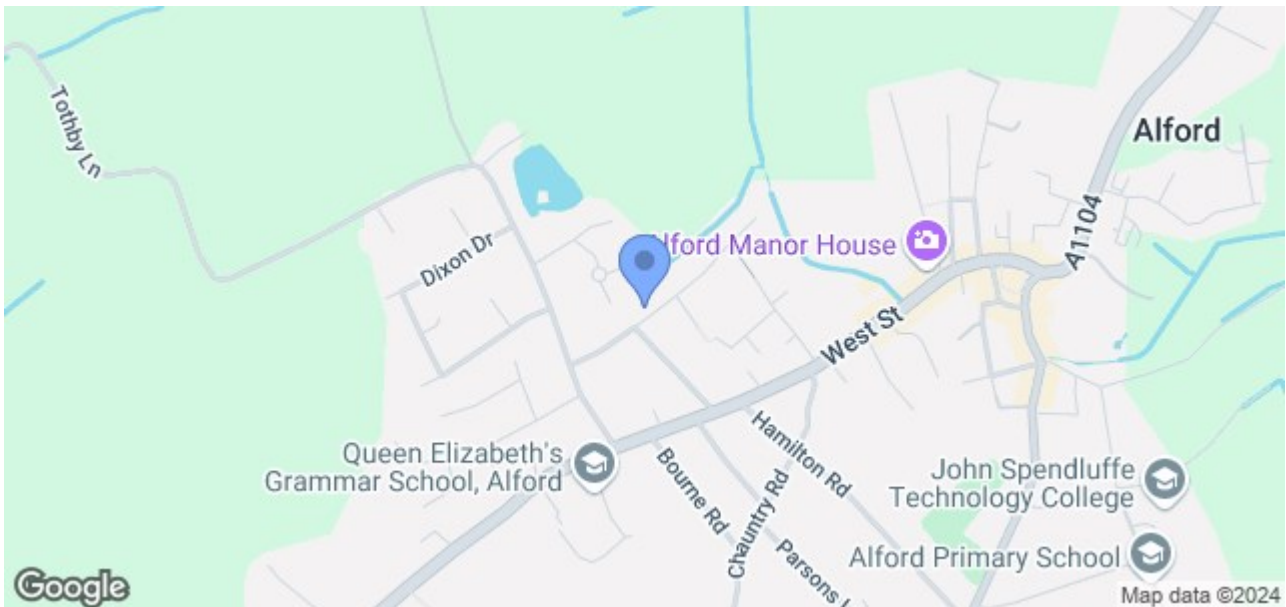 Tothby Ln
Alford
A1104
lford Manor House
Dixon Dr
West St
Queen Elizabeth's
Grammar School, Alford
Hamilton Rd
Bourne Rd
Chauntry Rd
John Spendluffe
Technology College
Parsons
Alford Primary School
Google
Map data ©2024